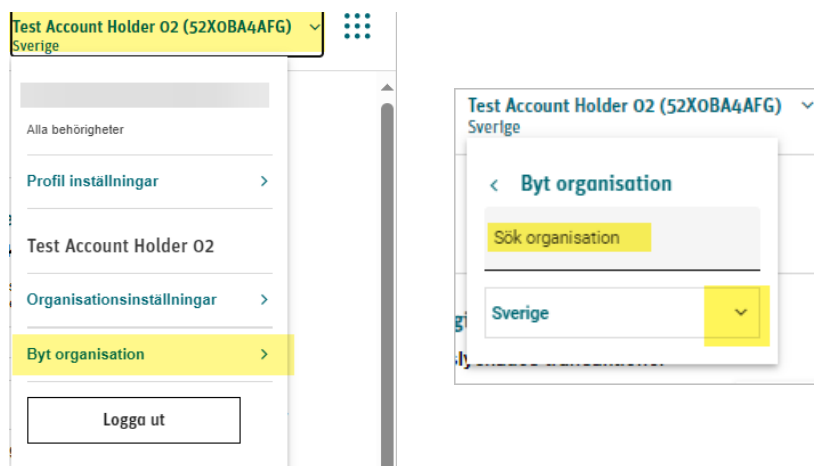 Test Account Holder 02 (52X0BA4AFG)
Sverige
Alla behörigheter
Profil inställningar
Test Account Holder 02
Organisationsinställningar
Byt organisation
Logga ut
Test Account Holder 02 (52X0BA4AFG)
Sverige
Byt organisation
Sök organisation
Sverige